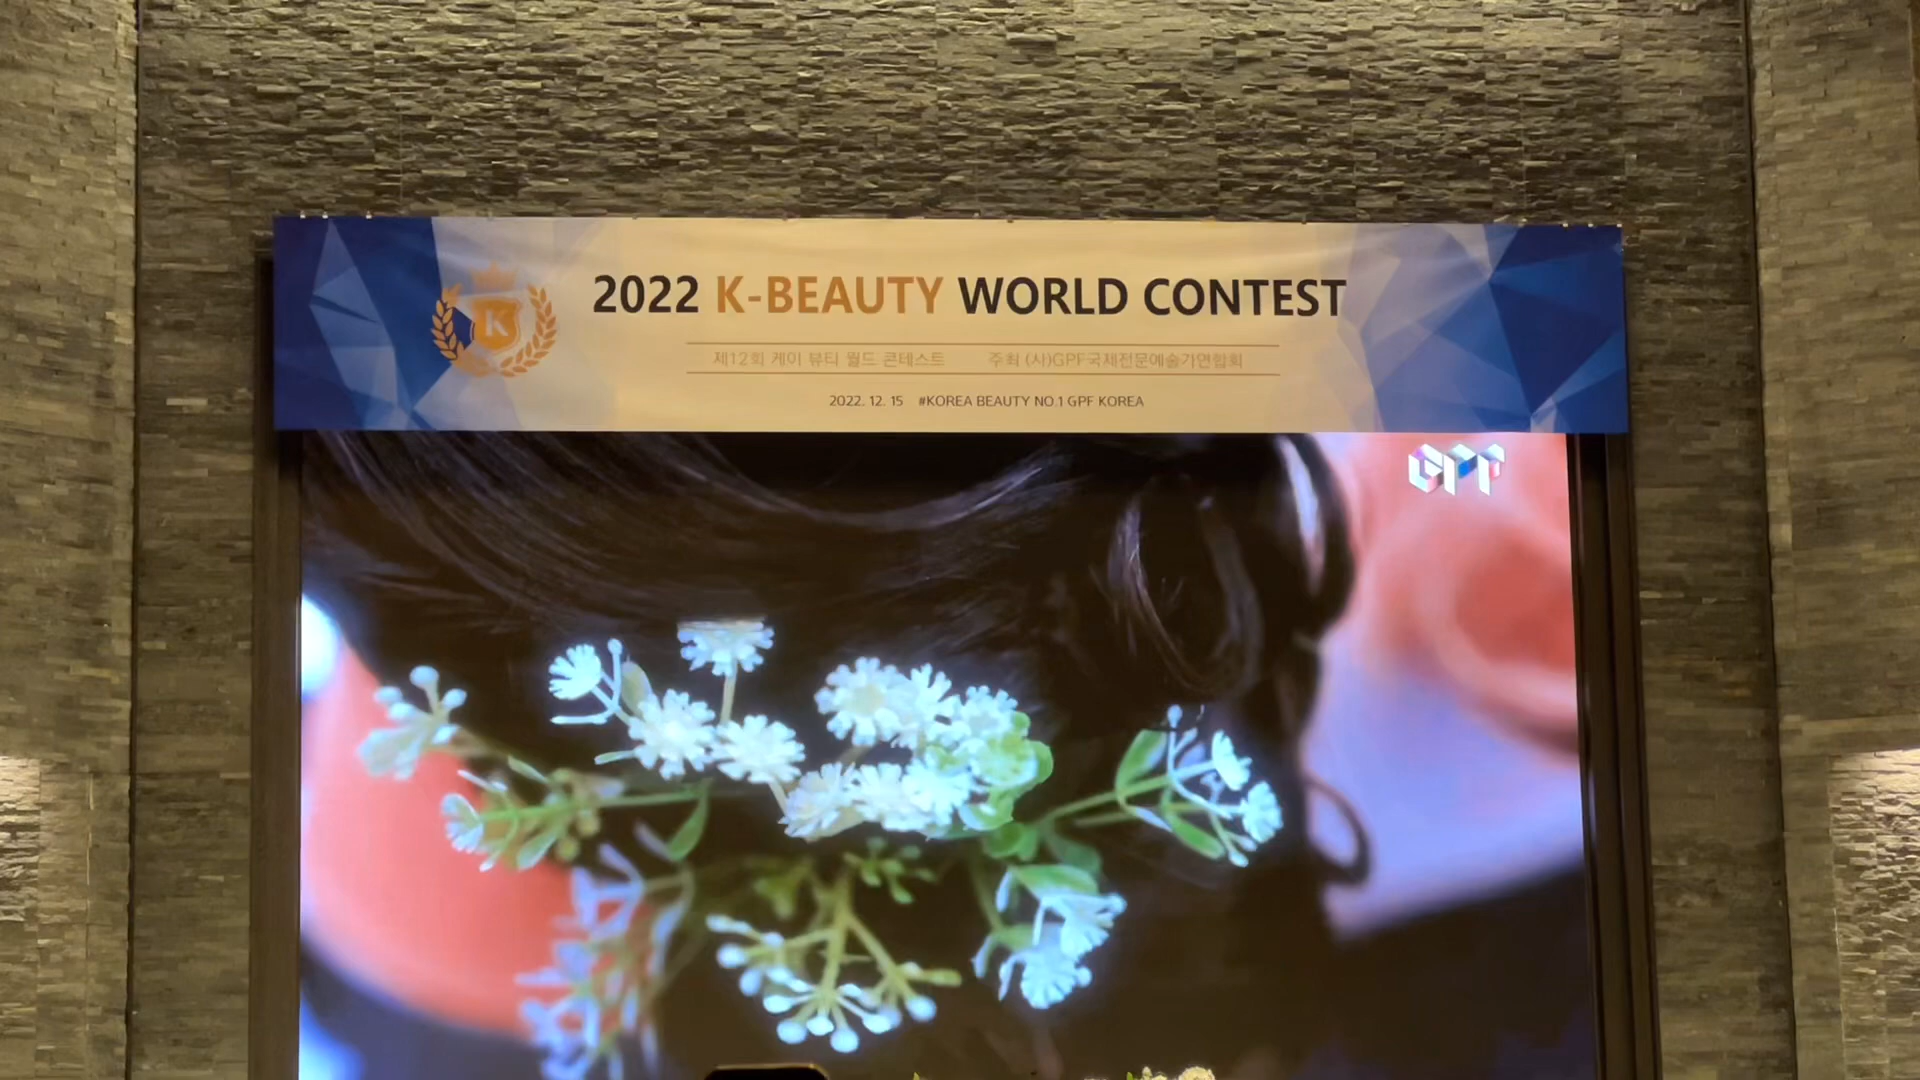 2022 K-BEAUTY WORLD CONTEST
K
제12회 케이 뷰티 월드 콘테스트 주최 (사)GPF국제전문예술가연합회
2022. 12. 15 #KOREA BEAUTY NO.1 GPF KOREA
GPF